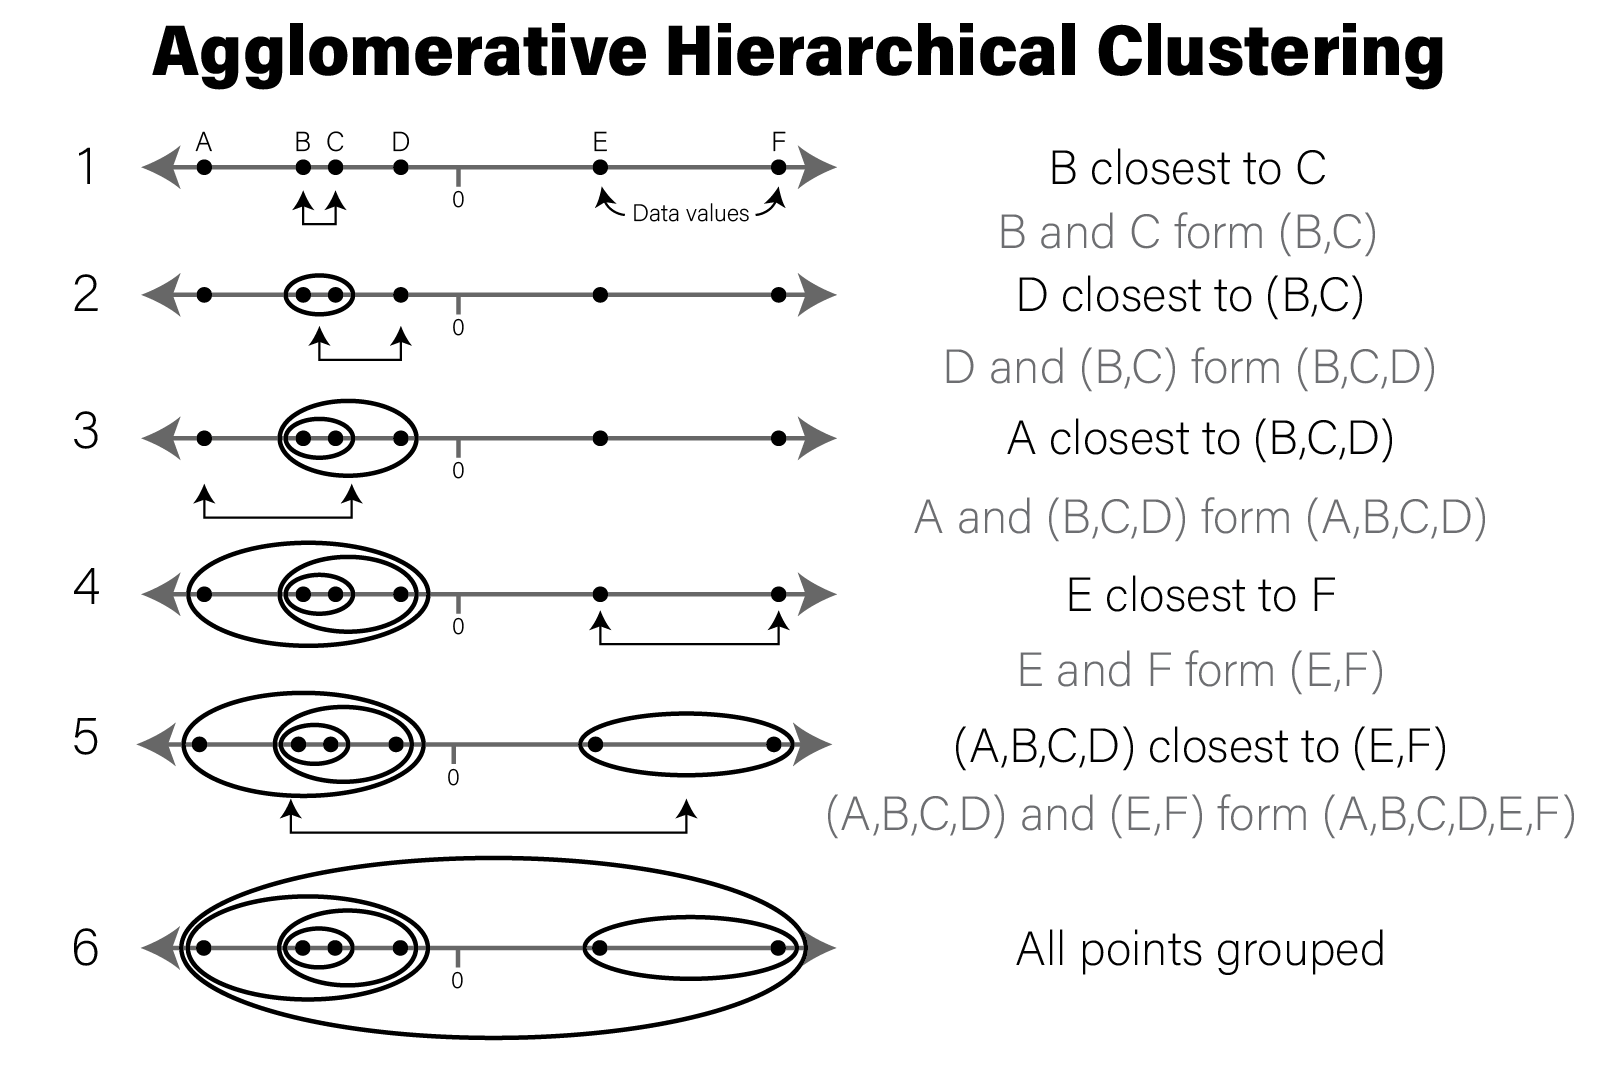 Agglomerative Hierarchical Clustering
A B C D E F
1
0
Data values
B closest to C
B and C form (B,C)
2
0
D closest to (B,C)
D and (B,C) form (B,C,D)
3
0
A closest to (B,C,D)
A and (B,C,D) form (A,B,C,D)
4
0
E closest to F
E and F form (E,F)
5
0
(A,B,C,D) closest to (E,F)
(A,B,C,D) and (E,F) form (A,B,C,D,E,F)
6
0
All points grouped